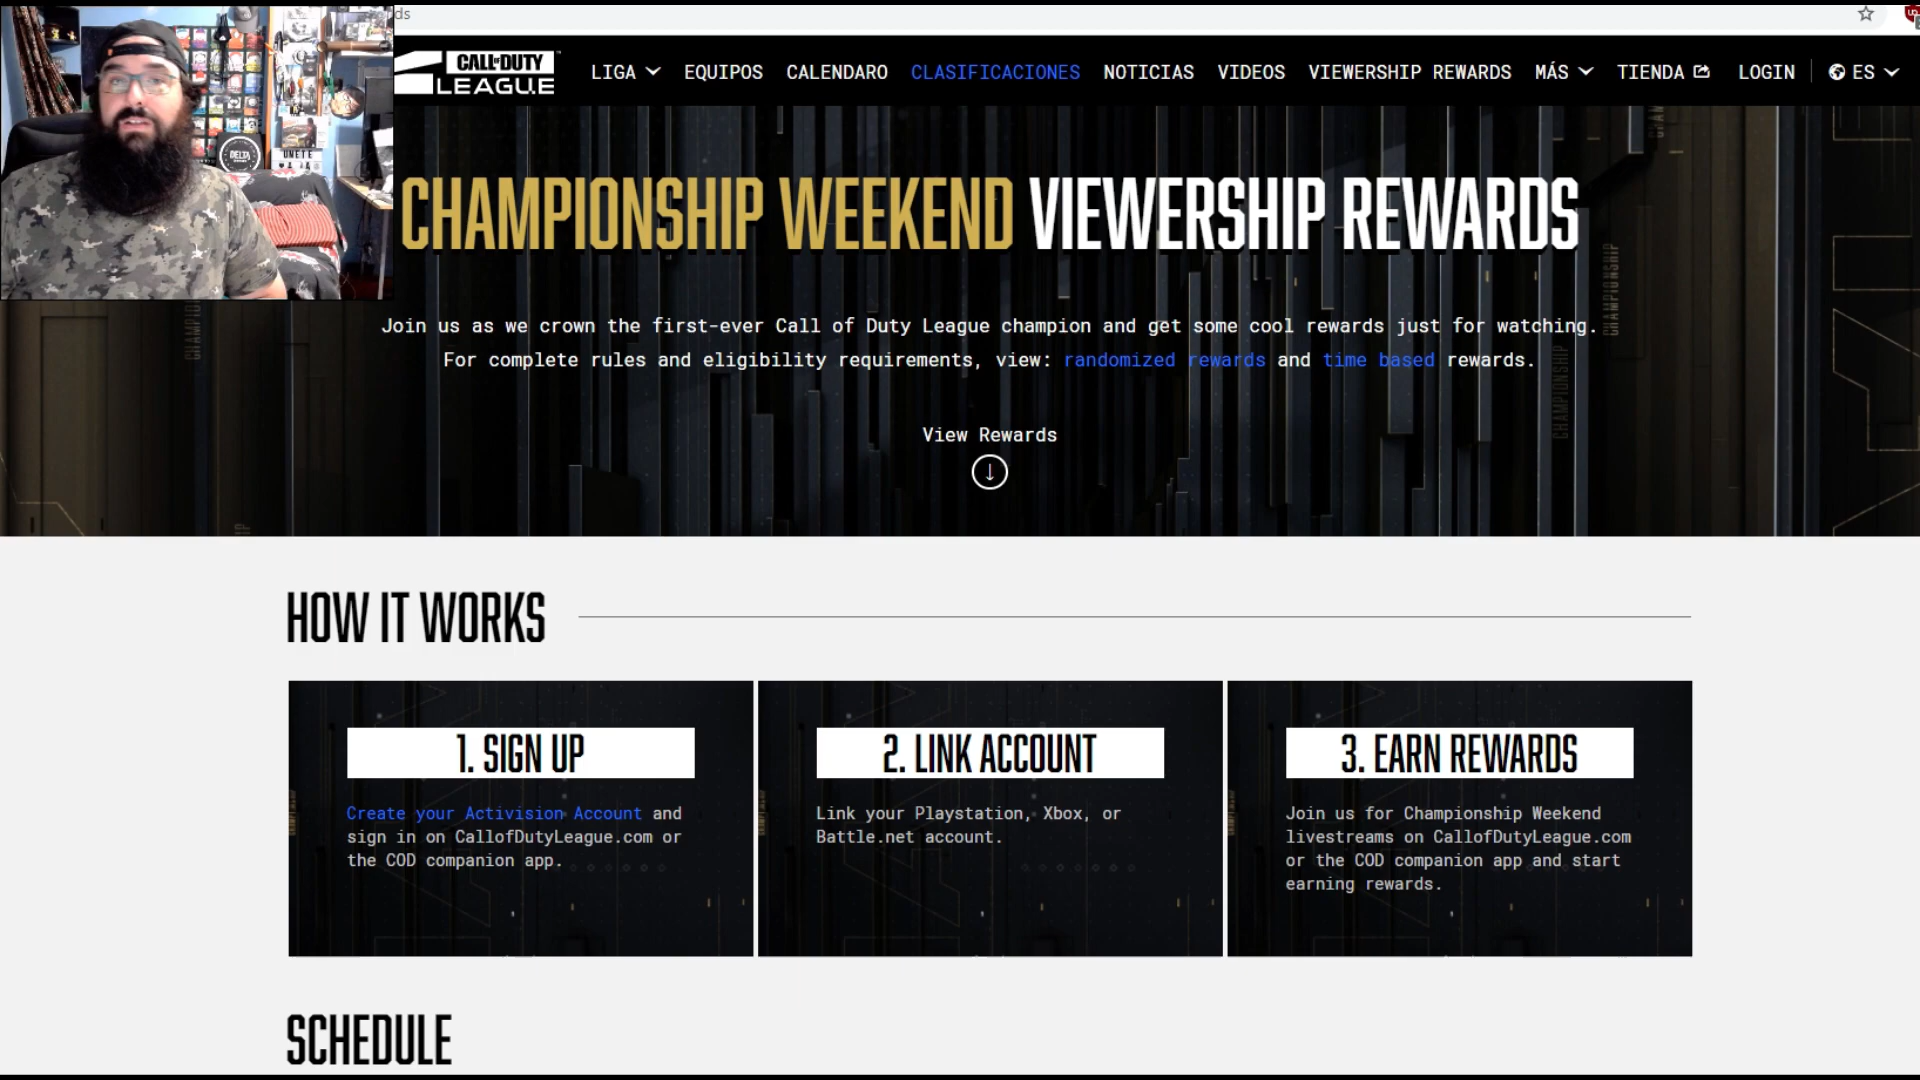 ds
CALL OF DUTY
LEAGUE
LIGA EQUIPOS CALENDARO CLASIFICACIONES NOTICIAS VIDEOS VIEWERSHIP REWARDS MÁS TIENDA LOGIN ES
DELTA
UNETE
CHAMPIONSHIP WEEKEND VIEWERSHIP REWARDS
Join us as we crown the first-ever Call of Duty League champion and get some cool rewards just for watching.
For complete rules and eligibility requirements, view: randomized rewards and time based rewards.
View Rewards
CHAMPIONSHIP
CHAMPIONSHIP
HOW IT WORKS
1. SIGN UP
Create your Activision Account and
sign in on CallofDutyLeague.com or
the COD companion app.
2. LINK ACCOUNT
Link your Playstation, Xbox, or
Battle.net account.
3. EARN REWARDS
Join us for Championship Weekend
livestreams on CallofDutyLeague.com
or the COD companion app and start
earning rewards.
SCHEDULE